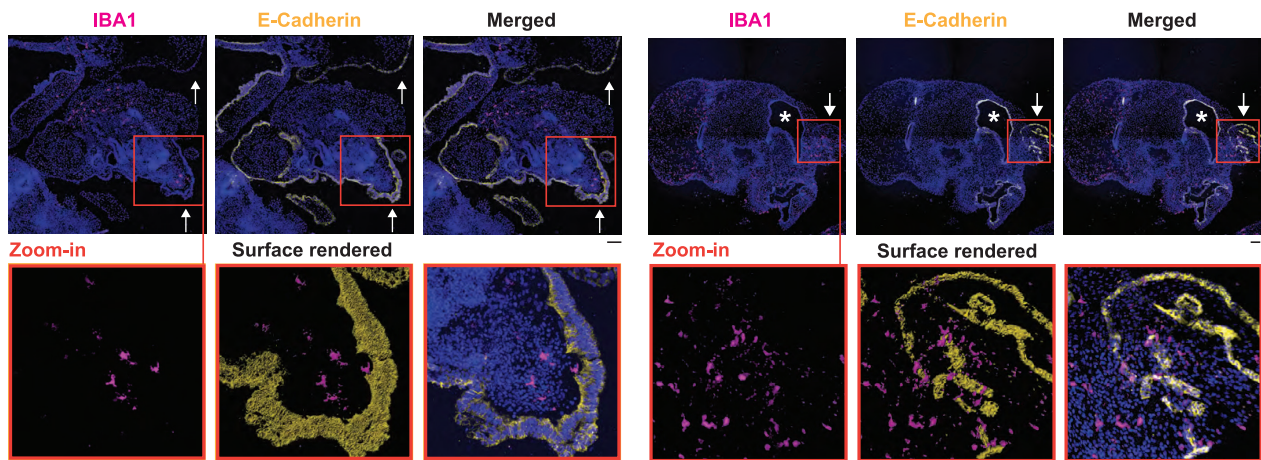 IBA1 E-Cadherin Merged IBA1 E-Cadherin Merged
* * *
Zoom-in Surface rendered Zoom-in Surface rendered